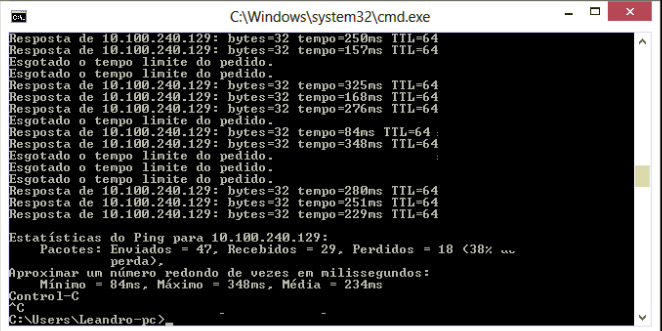 C:\Windows\system32\cmd.exe
Resposta de 10.100.240.129: bytes=32 tempo=250ms TTL=64
Resposta de 10.100.240.129: bytes=32 tempo=157ms TTL=64
Esgotado o tempo limite do pedido.
Esgotado o tempo limite do pedido.
Resposta de 10.100.240.129: bytes=32 tempo=325ms TTL=64
Resposta de 10.100.240.129: bytes=32 tempo=168ms TTL=64
Resposta de 10.100.240.129: bytes=32 tempo=276ms TTL=64
Esgotado o tempo limite do pedido.
Resposta de 10.100.240.129: bytes=32 tempo=84ms TTL=64
Resposta de 10.100.240.129: bytes=32 tempo=348ms TTL=64
Esgotado o tempo limite do pedido.
Esgotado o tempo limite do pedido.
Esgotado o tempo limite do pedido.
Resposta de 10.100.240.129: bytes=32 tempo=280ms TTL=64
Resposta de 10.100.240.129: bytes=32 tempo=251ms TTL=64
Resposta de 10.100.240.129: bytes=32 tempo=229ms TTL=64
Estatísticas do Ping para 10.100.240.129:
Pacotes: Enviados = 47, Recebidos = 29, Perdidos = 18 (38%
perda),
Aproximar um número redondo de vezes em milissegundos:
Mínimo = 84ms, Máximo = 348ms, Média = 234ms
Control-C
^C
C:\Users\Leandro-pc>_